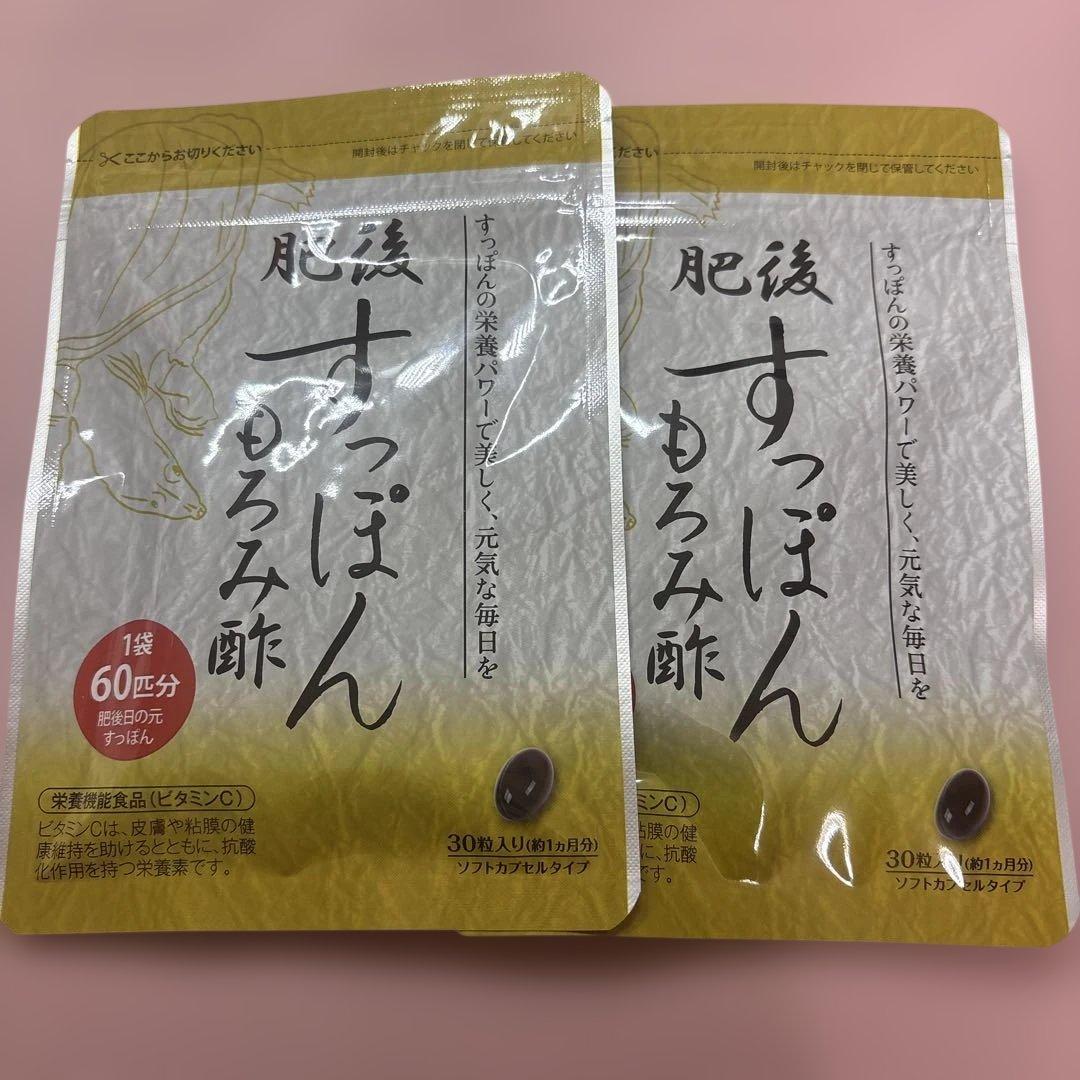 ここからお切りください
開封後はチャックを閉じて保管してください
肥後
すっぽん
もろみ酢
すっぽんの栄養パワーで美しく、元気な毎日を
1袋
60匹分
肥後日の元
すっぽん
栄養機能食品(ビタミンC)
ビタミンCは、皮膚や粘膜の健
康維持を助けるとともに、抗酸
化作用を持つ栄養素です。
30粒入り(約1ヵ月分)
ソフトカプセルタイプ
ださい
開封後はチャックを閉じて保管してください
肥後
すっぽん
もろみ酢
すっぽんの栄養パワーで美しく、元気な毎日を
ミンC)
粘膜の健
に、抗酸
です。
30粒入り(約1ヵ月分)
ソフトカプセルタイプ